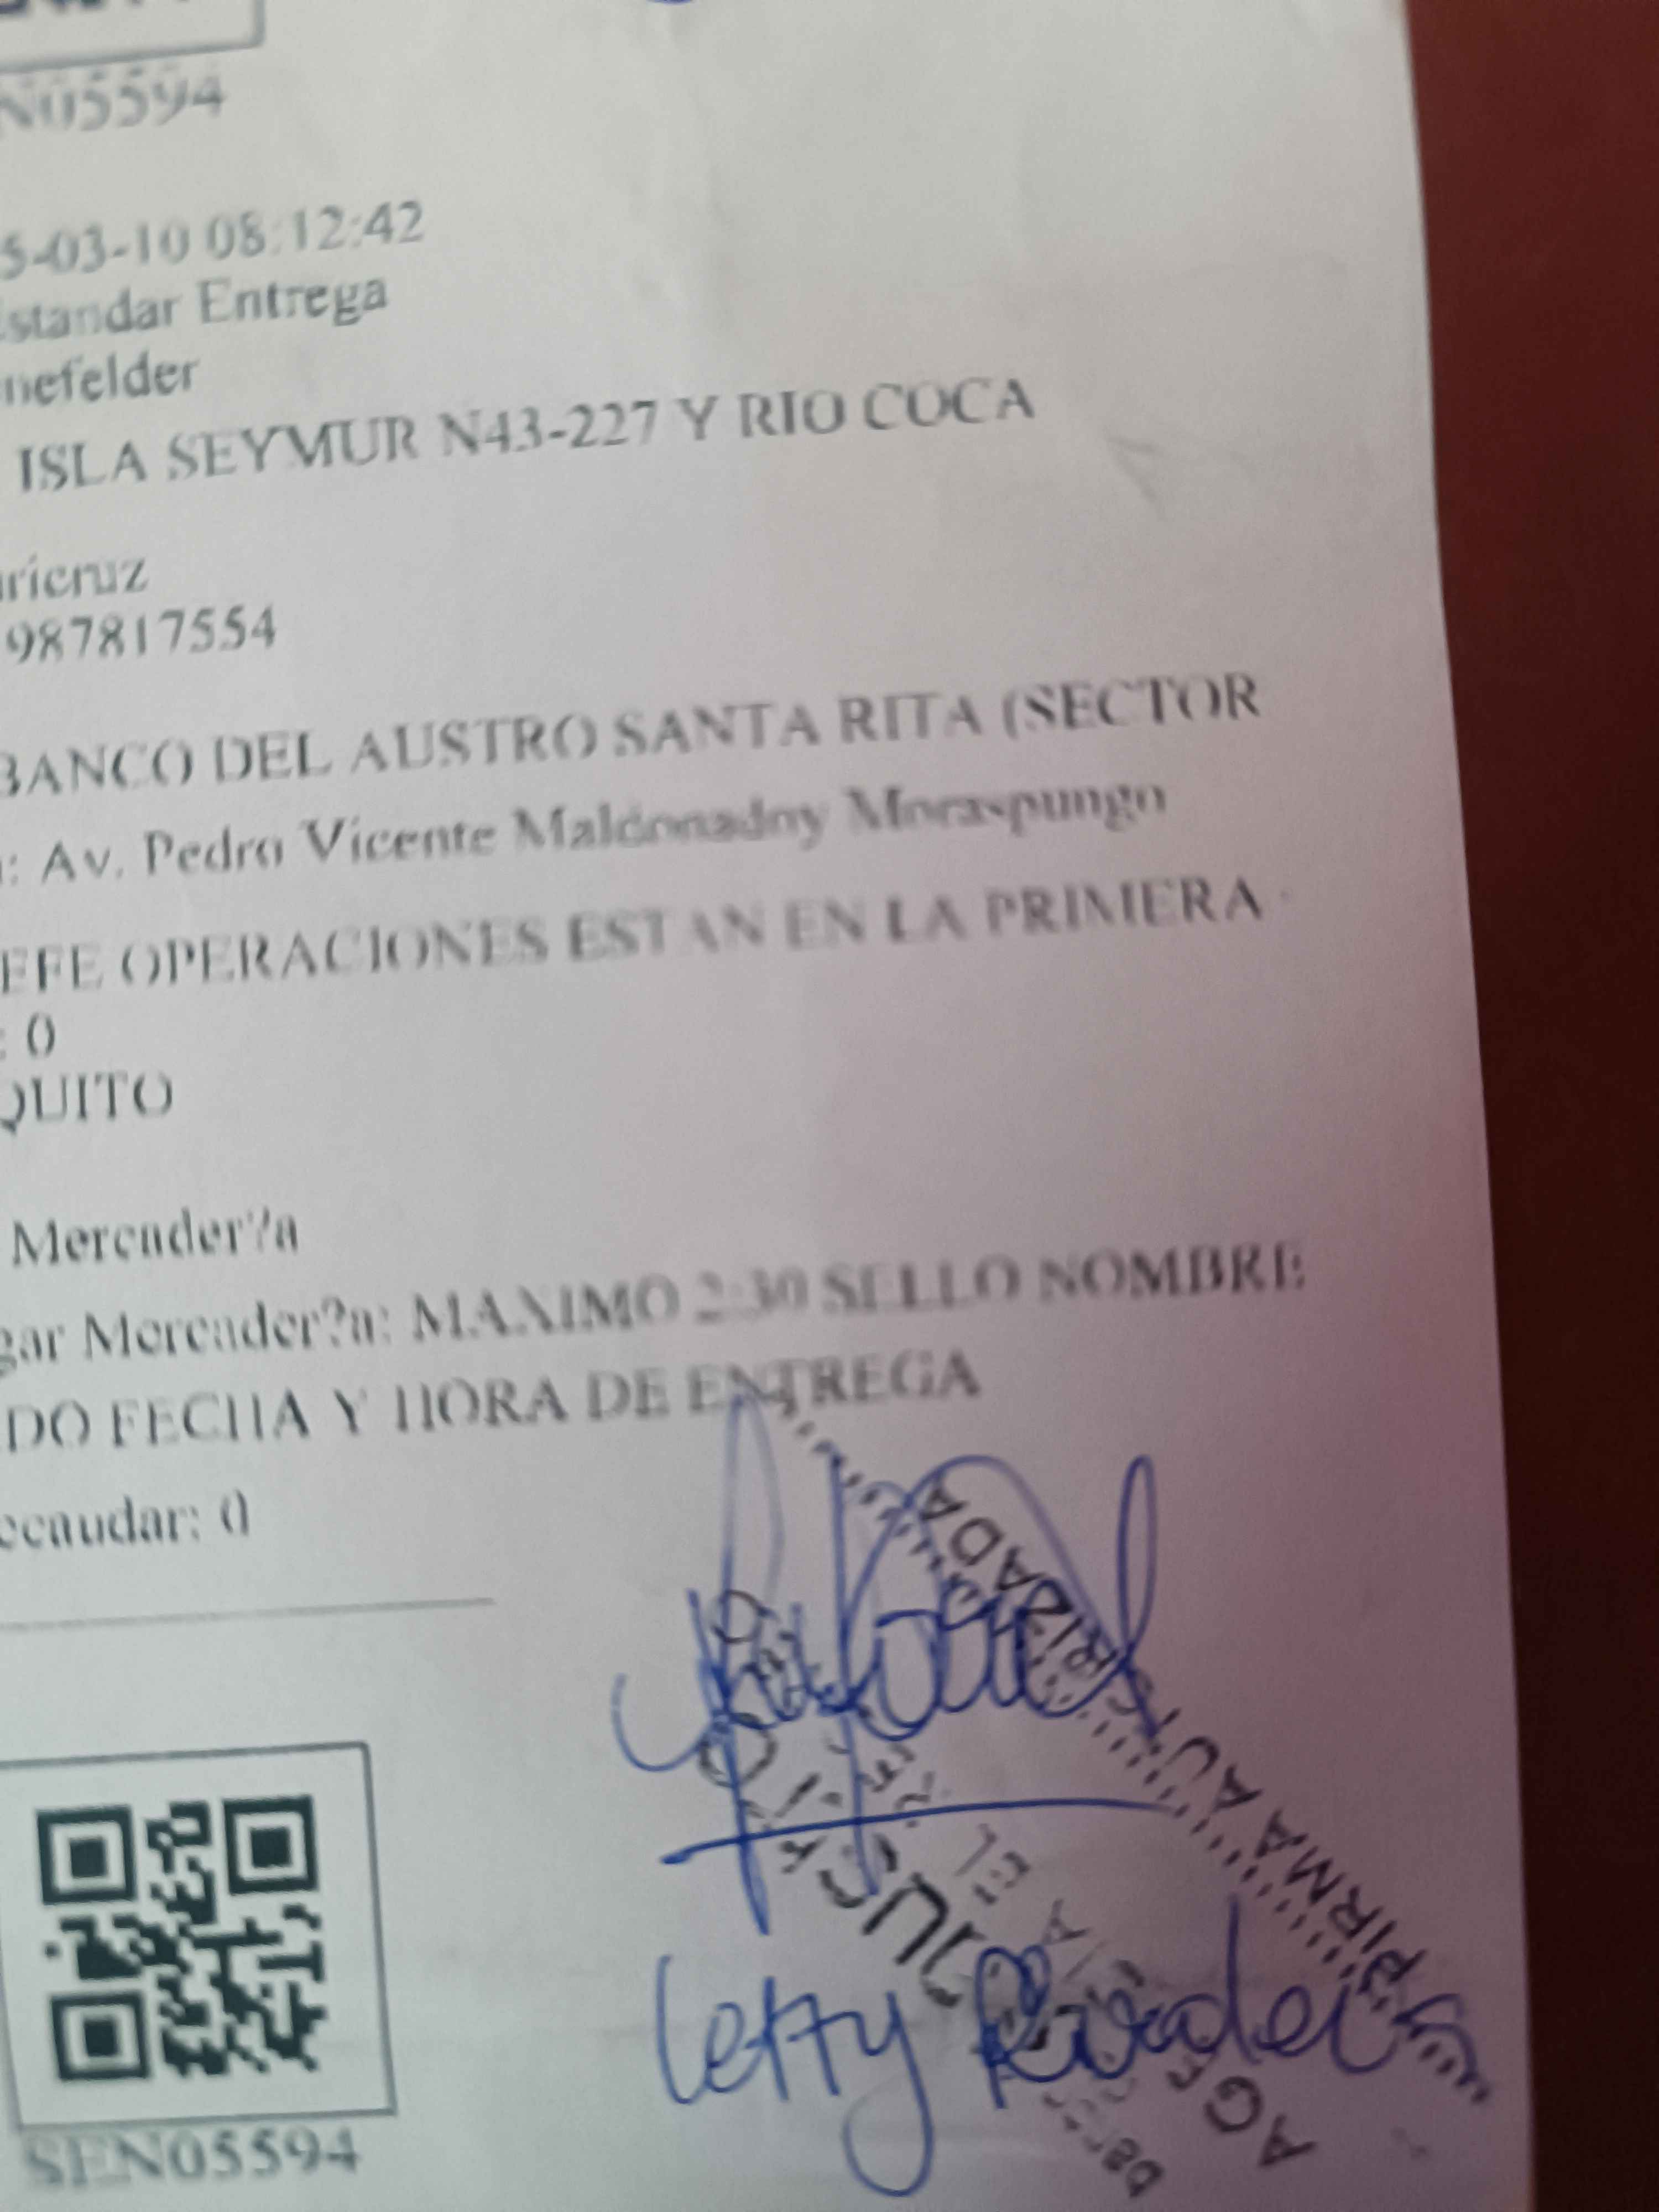 N05594
5-03-10 08:12:42
Estandar Entrega
nefelder
ISLA SEYMUR N43-227 Y RIO COCA
aricruz
987817554
BANCO DEL AUSTRO SANTA RITA (SECTOR
: Av. Pedro Vicente Maldonadoy Moraspungo
EFE OPERACIONES ESTAN EN LA PRIMERA
: 0
QUITO
Mercader?a
gar Mercader?a: MAXIMO 2:30 SELLO NOMBRE
DO FECHA Y HORA DE ENTREGA
ecaudar: 0
FIRMA AUTORIZADA
Letty
SEN05594